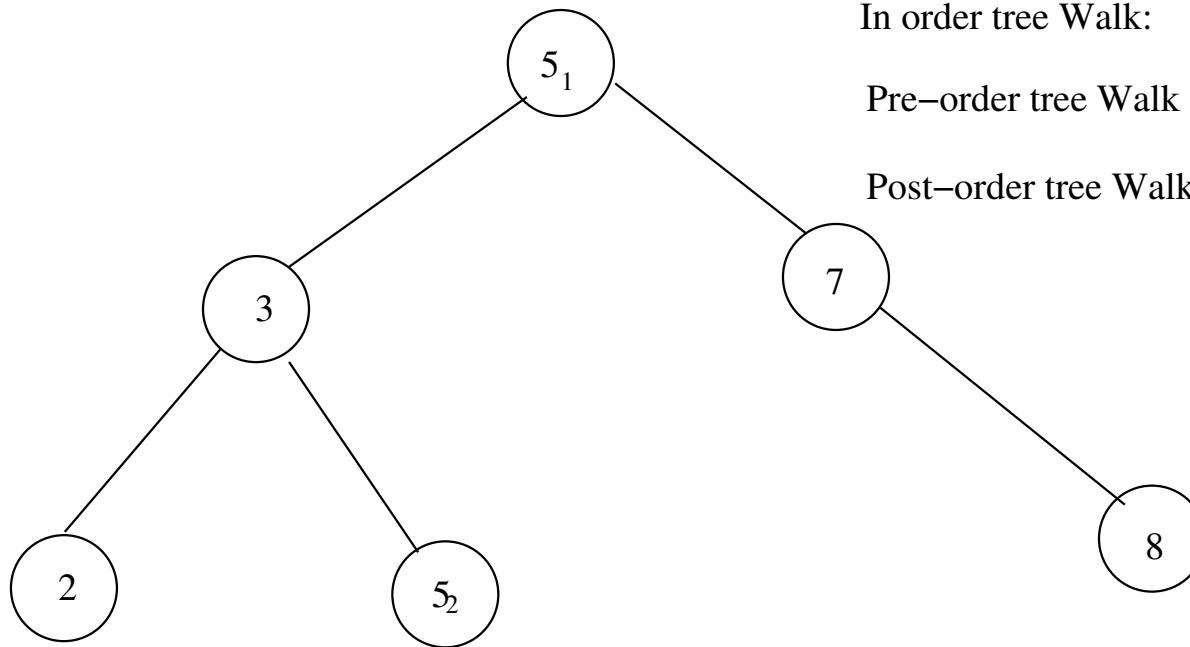 In order tree Walk:
5₁
Pre–order tree Walk
Post–order tree Walk
7
3
8
2
5₂